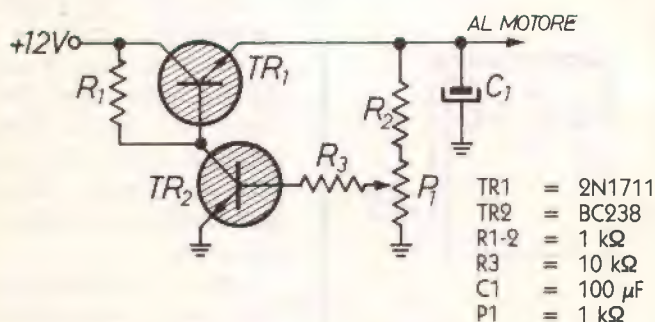 AL MOTORE
+12V
TR1
R1
C1
R2
R3
TR2
P1
TR1 = 2N1711
TR2 = BC238
R1-2 = 1 kΩ
R3 = 10 kΩ
C1 = 100 µF
P1 = 1 kΩ